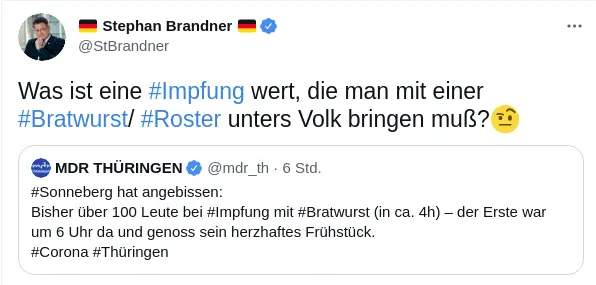 🇩🇪 Stephan Brandner 🇩🇪
@StBrandner
Was ist eine #Impfung wert, die man mit einer
#Bratwurst/ #Roster unters Volk bringen muß?🤨
MDR THÜRINGEN @mdr_th · 6 Std.
#Sonneberg hat angebissen:
Bisher über 100 Leute bei #Impfung mit #Bratwurst (in ca. 4h) – der Erste war
um 6 Uhr da und genoss sein herzhaftes Frühstück.
#Corona #Thüringen